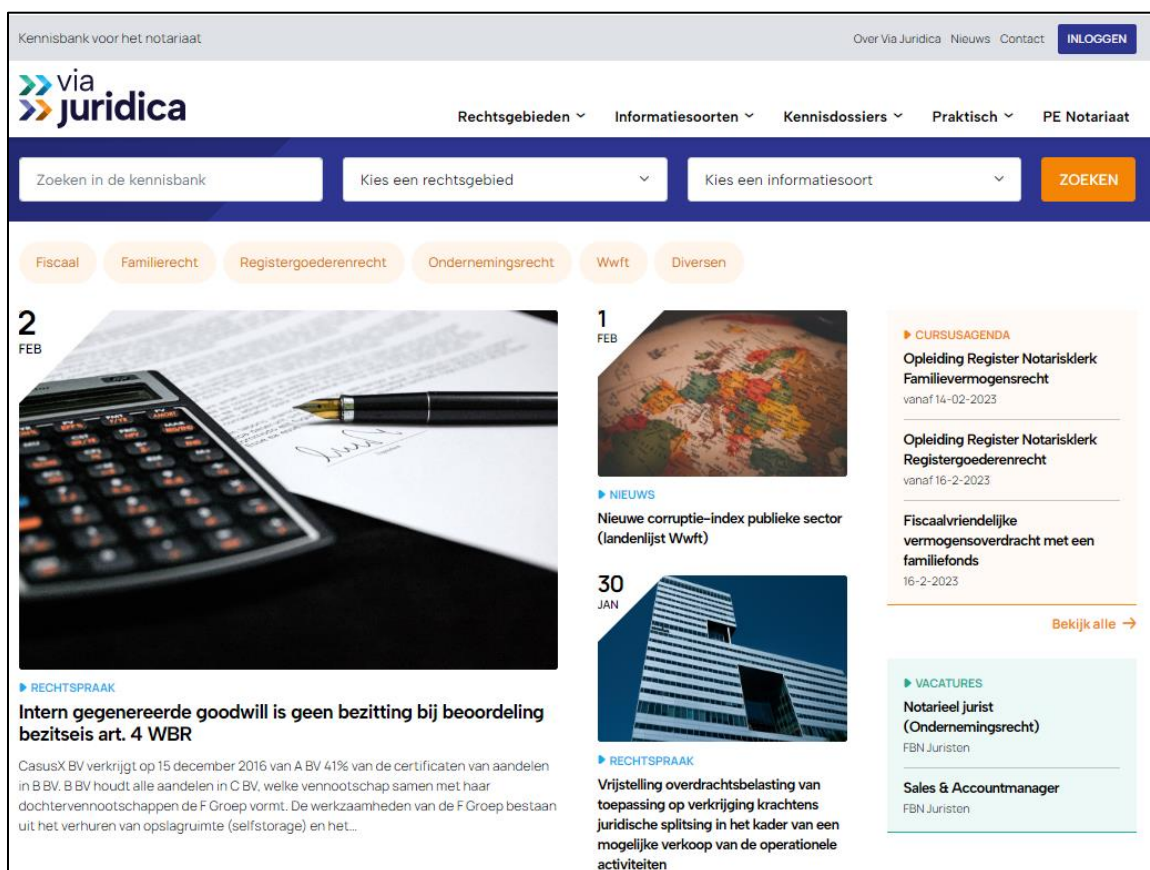 Kennisbank voor het notariaat
Over Via Juridica Nieuws Contact INLOGGEN
via
juridica
Rechtsgebieden Informatiesoorten Kennisdossiers Praktisch PE Notariaat
Zoeken in de kennisbank
Kies een rechtsgebied
Kies een informatiesoort
ZOEKEN
Fiscaal Familierecht Registergoederenrecht Ondernemingsrecht Wwft Diversen
2
FEB
RECHTSPRAAK
Intern gegenereerde goodwill is geen bezitting bij beoordeling
bezitseis art. 4 WBR
CasusX BV verkrijgt op 15 december 2016 van A BV 41% van de certificaten van aandelen
in B BV. B BV houdt alle aandelen in C BV, welke vennootschap samen met haar
dochtervennootschappen de F Groep vormt. De werkzaamheden van de F Groep bestaan
uit het verhuren van opslagruimte (selfstorage) en het...
1
FEB
NIEUWS
Nieuwe corruptie-index publieke sector
(landenlijst Wwft)
30
JAN
RECHTSPRAAK
Vrijstelling overdrachtsbelasting van
toepassing op verkrijging krachtens
juridische splitsing in het kader van een
mogelijke verkoop van de operationele
activiteiten
CURSUSAGENDA
Opleiding Register Notarisklerk
Familievermogensrecht
vanaf 14-02-2023
Opleiding Register Notarisklerk
Registergoederenrecht
vanaf 16-2-2023
Fiscaalvriendelijke
vermogensoverdracht met een
familiefonds
16-2-2023
Bekijk alle →
VACATURES
Notarieel jurist
(Ondernemingsrecht)
FBN Juristen
Sales & Accountmanager
FBN Juristen